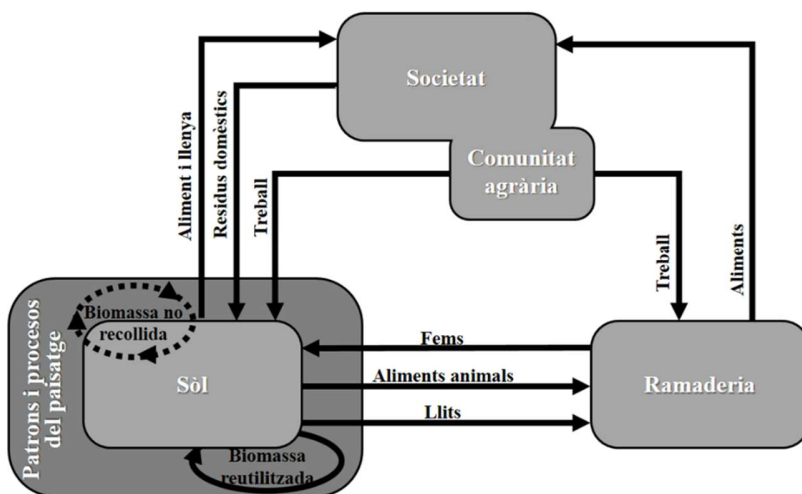 Societat
Comunitat
agrària
Aliment i llenya
Residus domèstics
Treball
Treball
Aliments
Biomassa no
recollida
Patrons i procesos
del paisatge
Sòl
Fems
Aliments animals
Llits
Ramaderia
Biomassa
reutilitzada